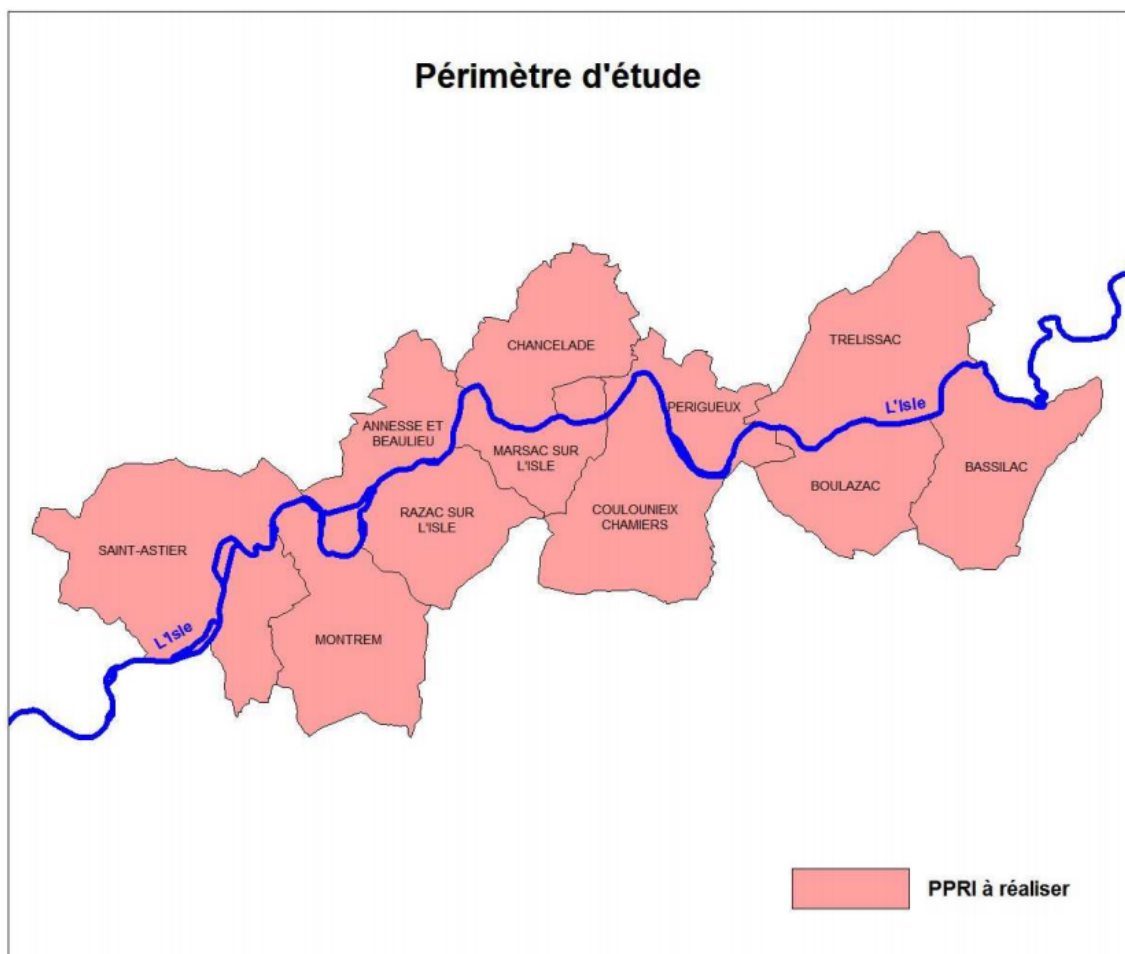 Périmètre d'étude
TRELISSAC
CHANCELADE
L'Isle
PERIGUEUX
ANNESSE ET
BEAULIEU
MARSAC SUR
L'ISLE
BASSILAC
BOULAZAC
COULOUNIEIX
CHAMIERS
RAZAC SUR
L'ISLE
SAINT-ASTIER
L'Isle
MONTREM
PPRI à réaliser